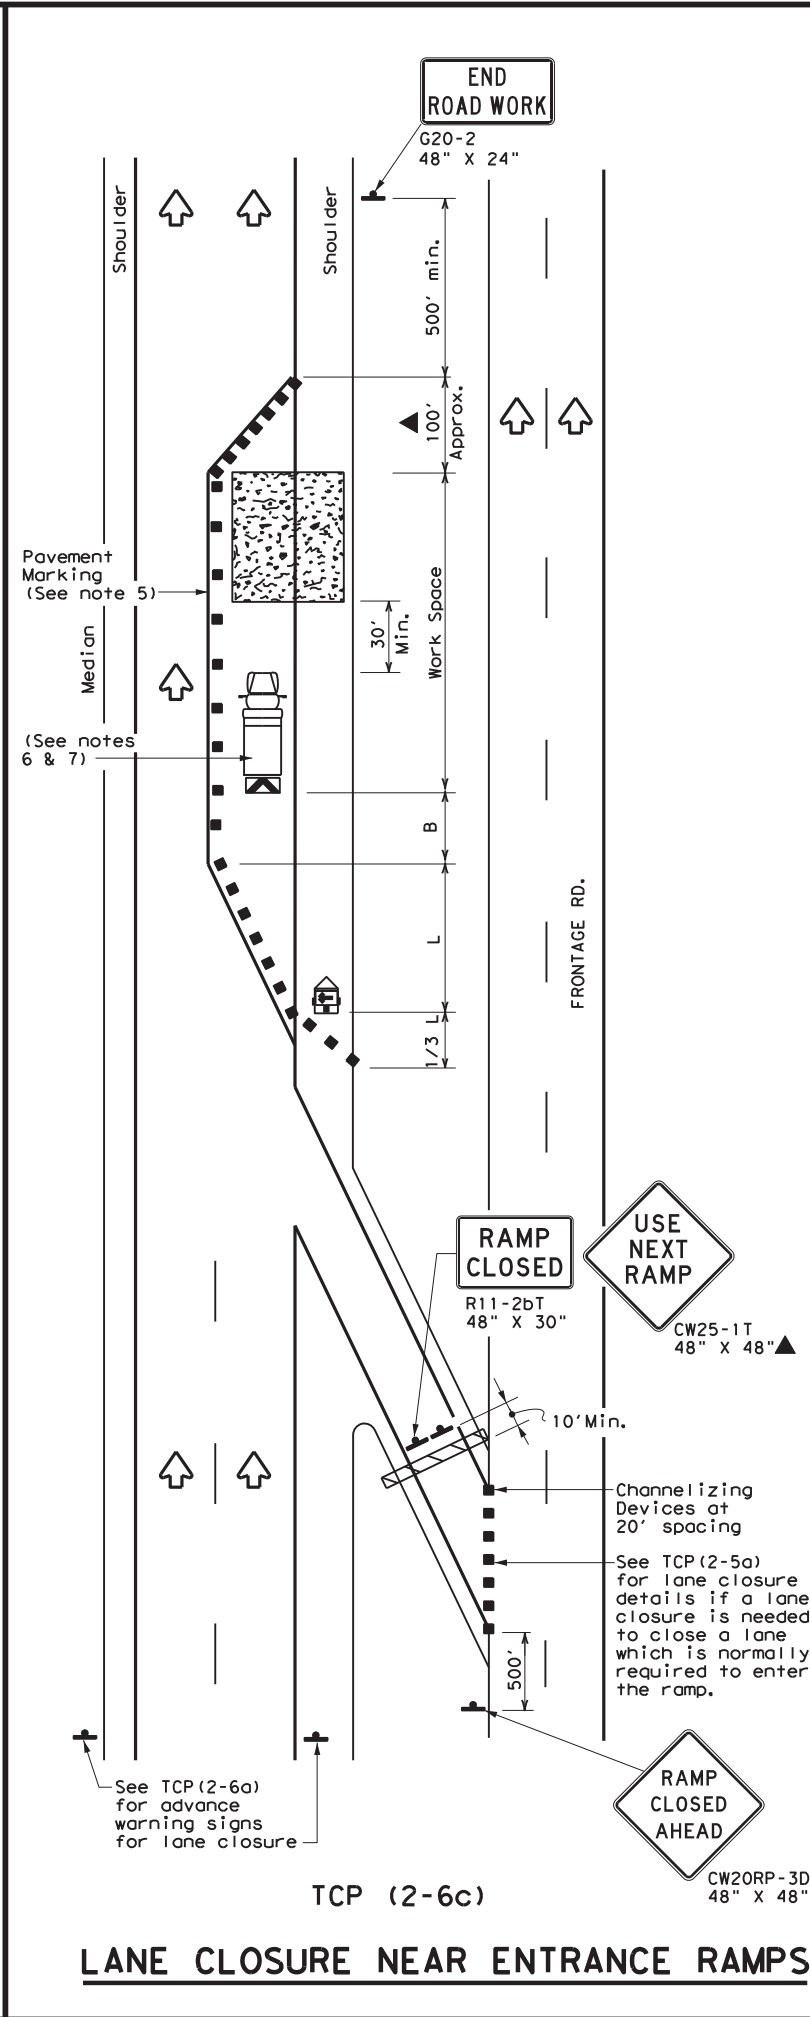 END
ROAD WORK
G20-2
48" X 24"
Shoulder
Shoulder
500' min.
100'
Approx.
Pavement
Marking
(See note 5)
30'
Min.
Work Space
Median
(See notes
6 & 7)
B
L
FRONTAGE RD.
1/3 L
RAMP
CLOSED
R11-2bT
48" X 30"
USE
NEXT
RAMP
CW25-1T
48" X 48"
10'Min.
Channelizing
Devices at
20' spacing
See TCP(2-5a)
for lane closure
details if a lane
closure is needed
to close a lane
which is normally
required to enter
the ramp.
500'
See TCP(2-6a)
for advance
warning signs
for lane closure
RAMP
CLOSED
AHEAD
CW20RP-3D
48" X 48"
TCP (2-6c)
LANE CLOSURE NEAR ENTRANCE RAMPS